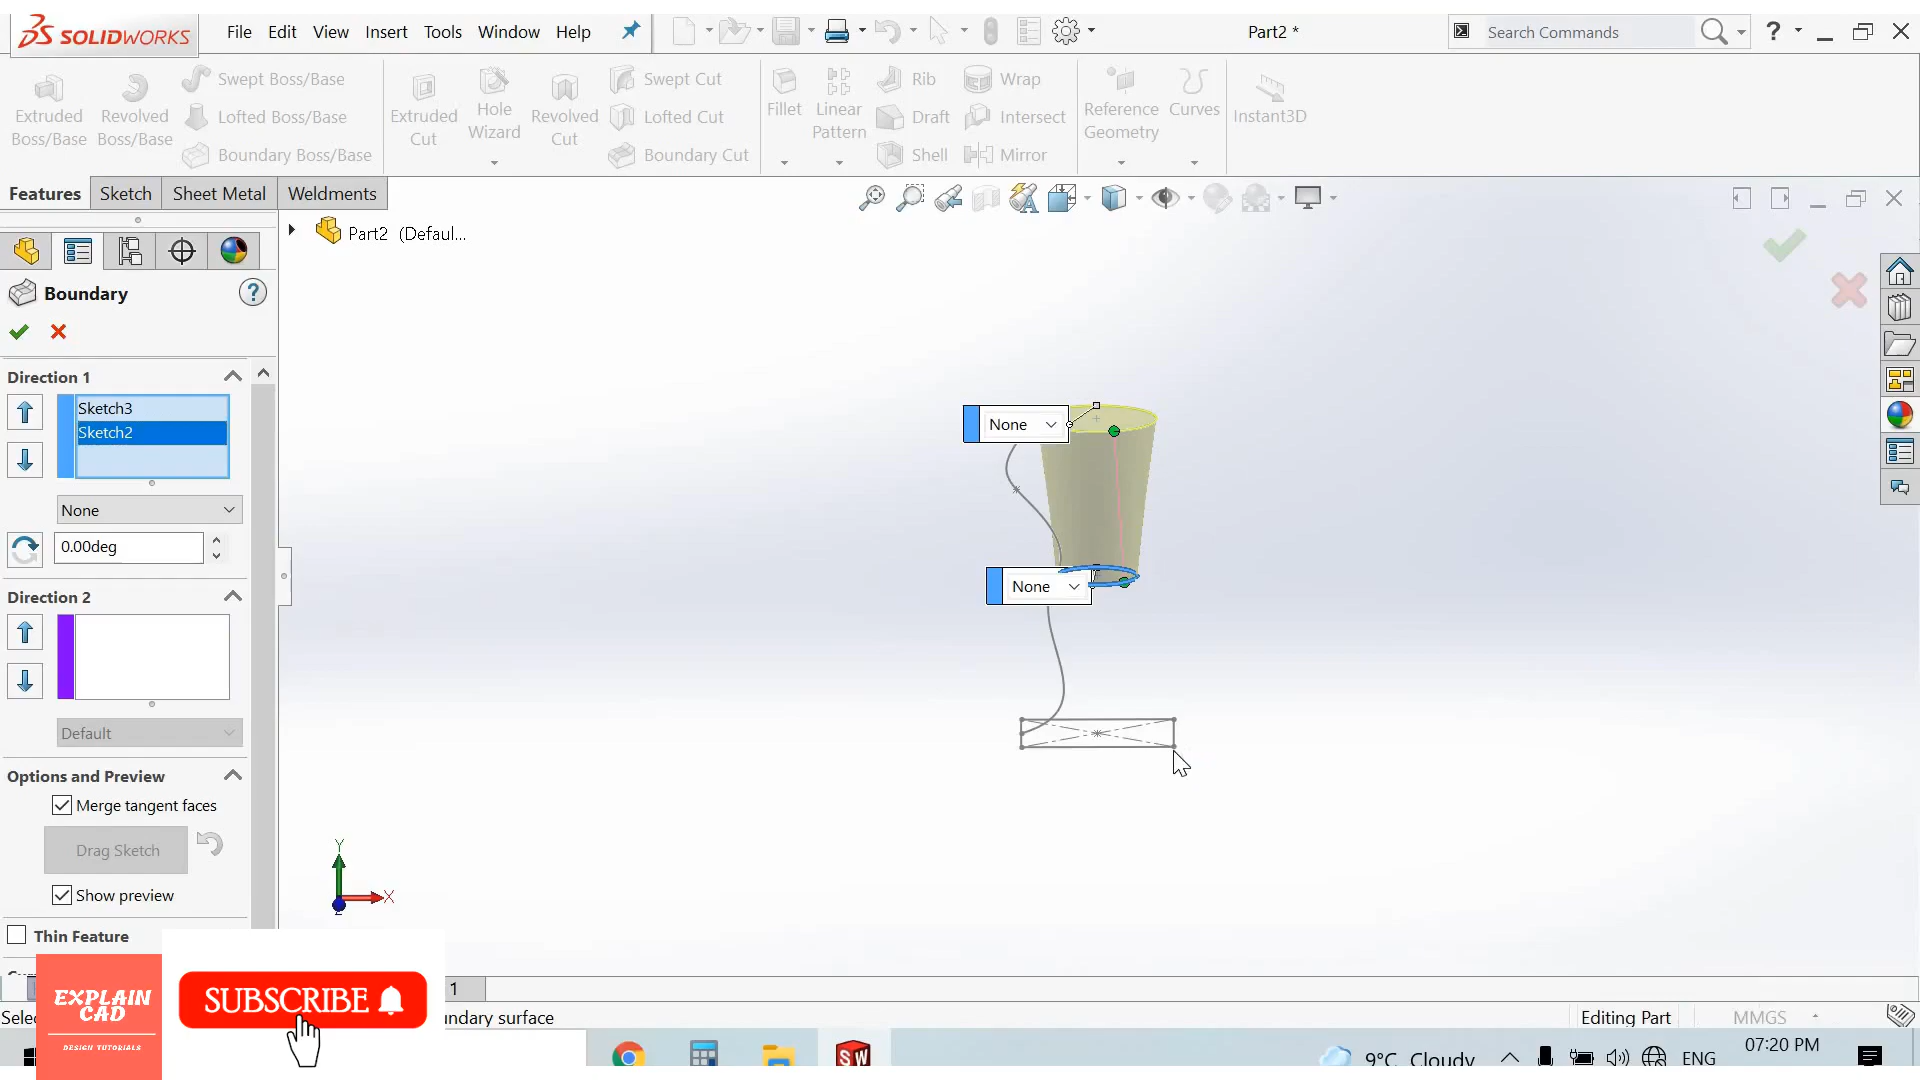 SOLIDWORKS
File Edit View Insert Tools Window Help
Part2 *
Search Commands
?
Extruded Boss/Base
Revolved Boss/Base
Swept Boss/Base
Lofted Boss/Base
Boundary Boss/Base
Extruded Cut
Hole Wizard
Revolved Cut
Swept Cut
Lofted Cut
Boundary Cut
Fillet
Linear Pattern
Rib
Draft
Shell
Wrap
Intersect
Mirror
Reference Geometry
Curves
Instant3D
Features Sketch Sheet Metal Weldments
Part2 (Defaul...
Boundary
?
Direction 1
Sketch3
Sketch2
None
0.00deg
Direction 2
Default
Options and Preview
Merge tangent faces
Drag Sketch
Show preview
Thin Feature
None
None
Y
X
Z
1
EXPLAIN
CAD
DESIGN TUTORIALS
SUBSCRIBE
Selec
undary surface
Editing Part
MMGS
SW
9°C Cloudy
ENG
07:20 PM